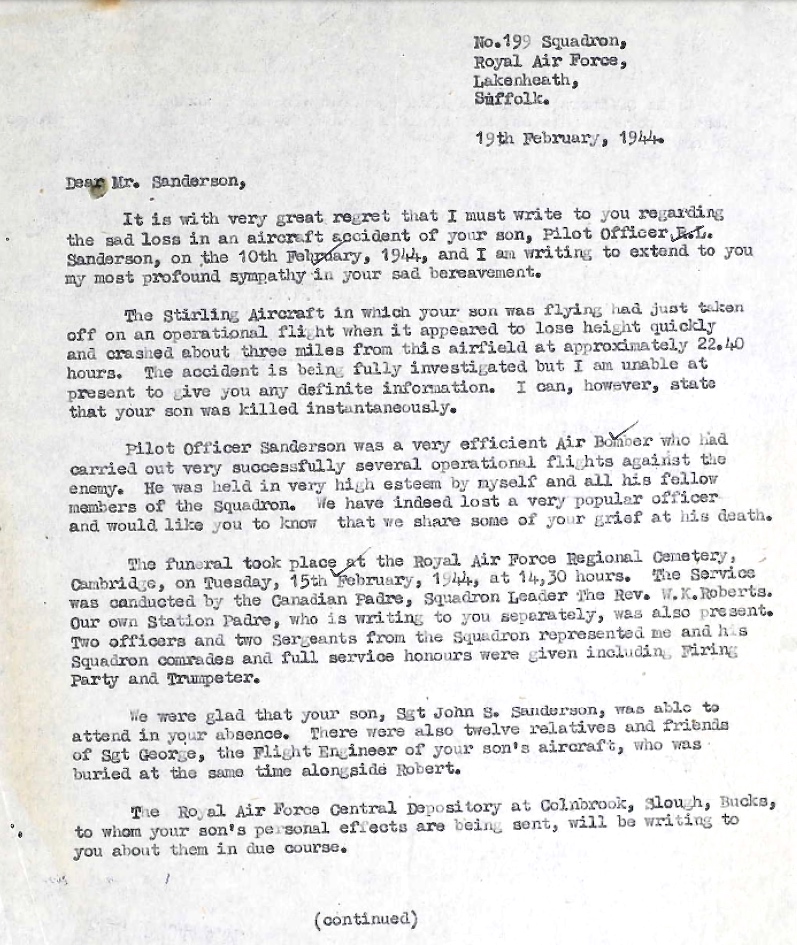 No.199 Squadron,
Royal Air Force,
Lakenheath,
Suffolk.
19th February, 1944.
Dear Mr. Sanderson,
It is with very great regret that I must write to you regarding
the sad loss in an aircraft accident of your son, Pilot Officer R.L.
Sanderson, on the 10th February, 1944, and I am writing to extend to you
my most profound sympathy in your sad bereavement.
The Stirling Aircraft in which your son was flying had just taken
off on an operational flight when it appeared to lose height quickly
and crashed about three miles from this airfield at approximately 22.40
hours. The accident is being fully investigated but I am unable at
present to give you any definite information. I can, however, state
that your son was killed instantaneously.
Pilot Officer Sanderson was a very efficient Air Bomber who had
carried out very successfully several operational flights against the
enemy. He was held in very high esteem by myself and all his fellow
members of the Squadron. We have indeed lost a very popular officer
and would like you to know that we share some of your grief at his death.
The funeral took place at the Royal Air Force Regional Cemetery,
Cambridge, on Tuesday, 15th February, 1944, at 14,30 hours. The Service
was conducted by the Canadian Padre, Squadron Leader The Rev. W.K.Roberts.
Our own Station Padre, who is writing to you separately, was also present.
Two officers and two Sergeants from the Squadron represented me and his
Squadron comrades and full service honours were given including Firing
Party and Trumpeter.
We were glad that your son, Sgt John S. Sanderson, was able to
attend in your absence. There were also twelve relatives and friends
of Sgt George, the Flight Engineer of your son's aircraft, who was
buried at the same time alongside Robert.
The Royal Air Force Central Depository at Colnbrook, Slough, Bucks,
to whom your son's personal effects are being sent, will be writing to
you about them in due course.
(continued)